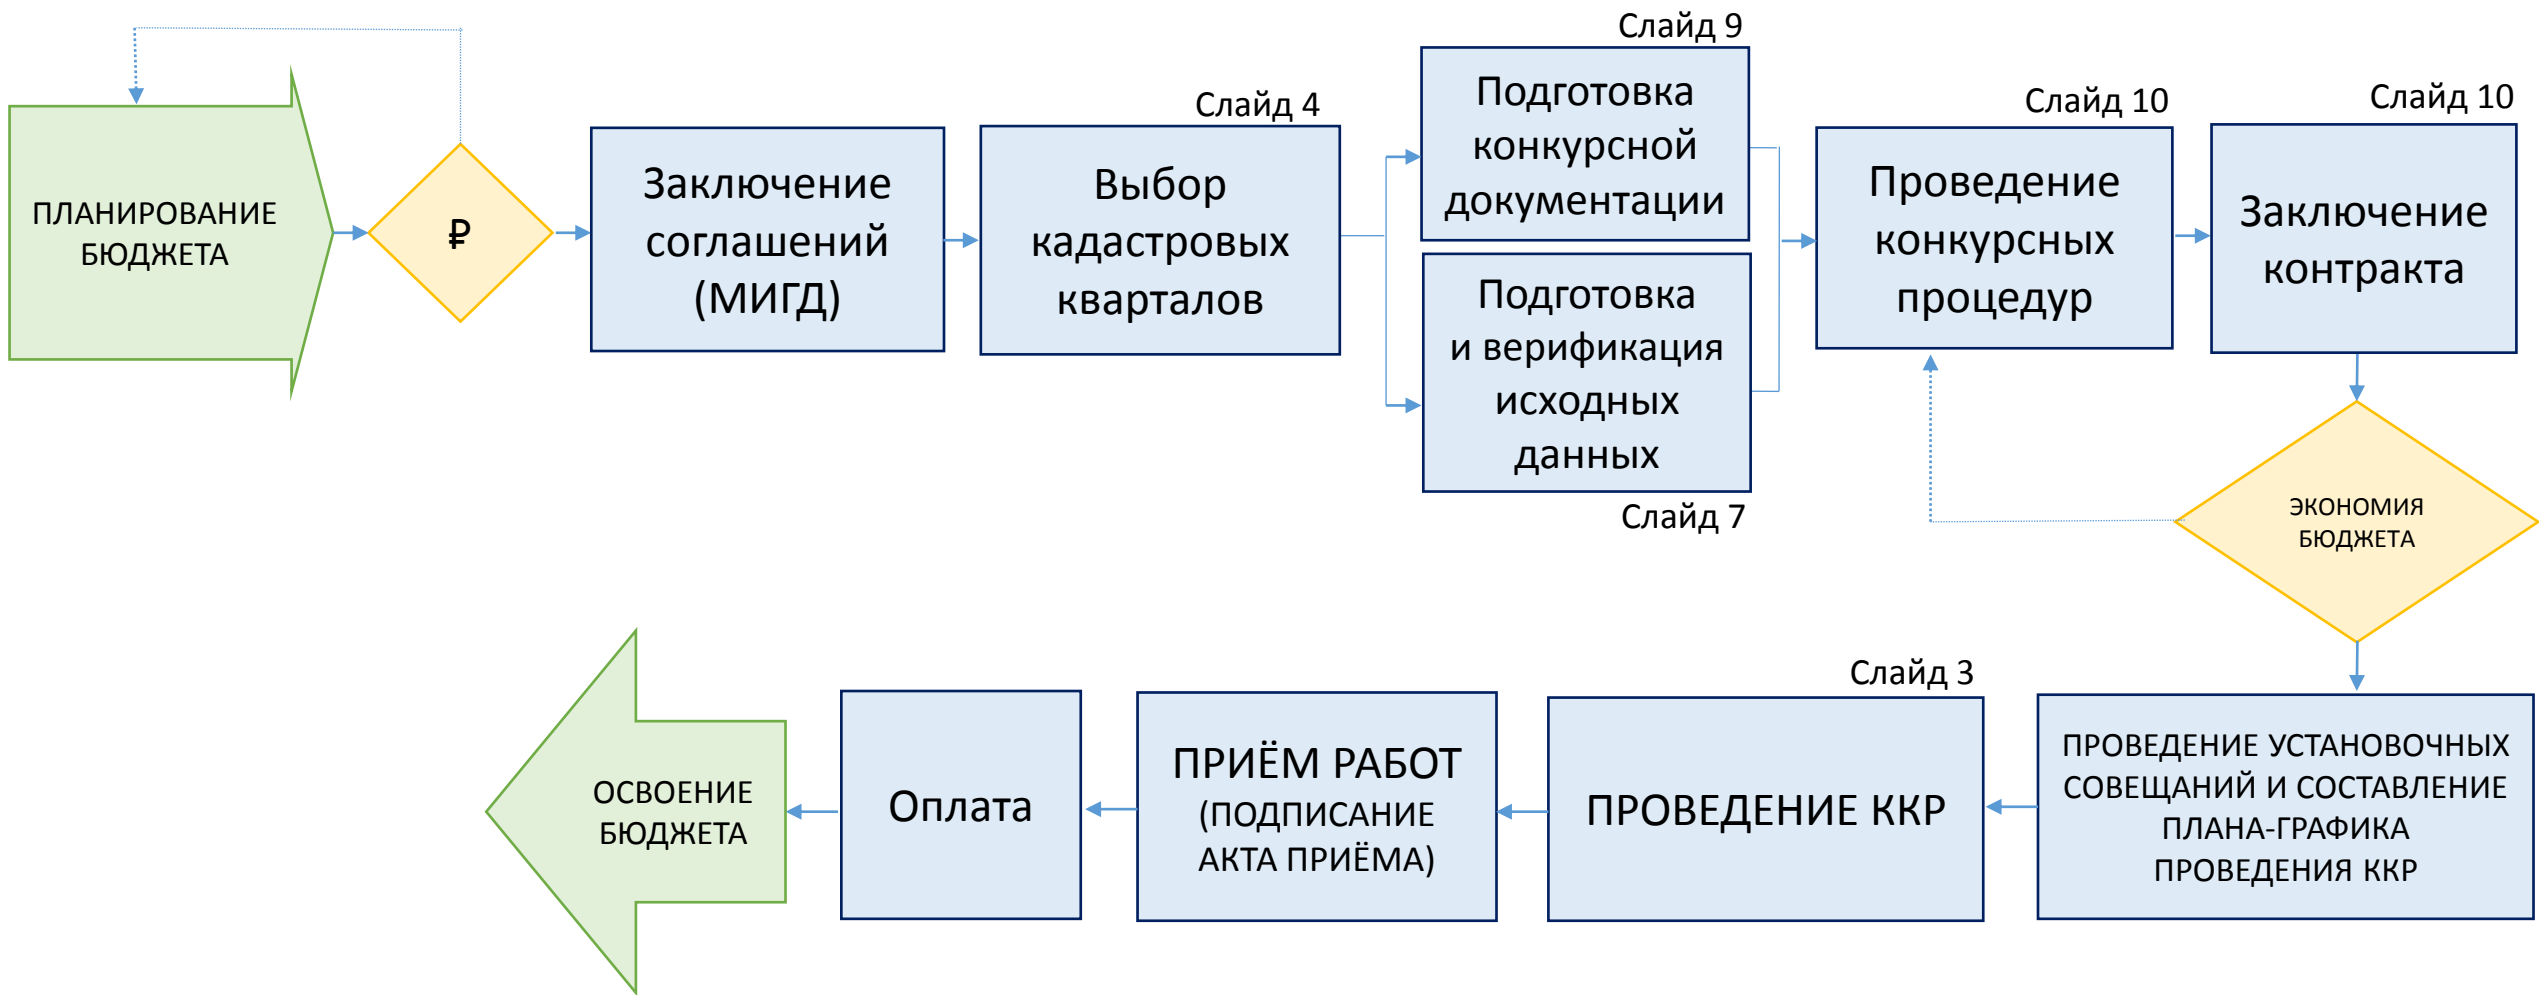 ПЛАНИРОВАНИЕ
БЮДЖЕТА
₽
Заключение
соглашений
(МИГД)
Слайд 4
Выбор
кадастровых
кварталов
Слайд 9
Подготовка
конкурсной
документации
Подготовка
и верификация
исходных
данных
Слайд 7
Слайд 10
Проведение
конкурсных
процедур
Слайд 10
Заключение
контракта
ЭКОНОМИЯ
БЮДЖЕТА
ПРОВЕДЕНИЕ УСТАНОВОЧНЫХ
СОВЕЩАНИЙ И СОСТАВЛЕНИЕ
ПЛАНА-ГРАФИКА
ПРОВЕДЕНИЯ ККР
Слайд 3
ПРОВЕДЕНИЕ ККР
ПРИЁМ РАБОТ
(ПОДПИСАНИЕ
АКТА ПРИЁМА)
Оплата
ОСВОЕНИЕ
БЮДЖЕТА